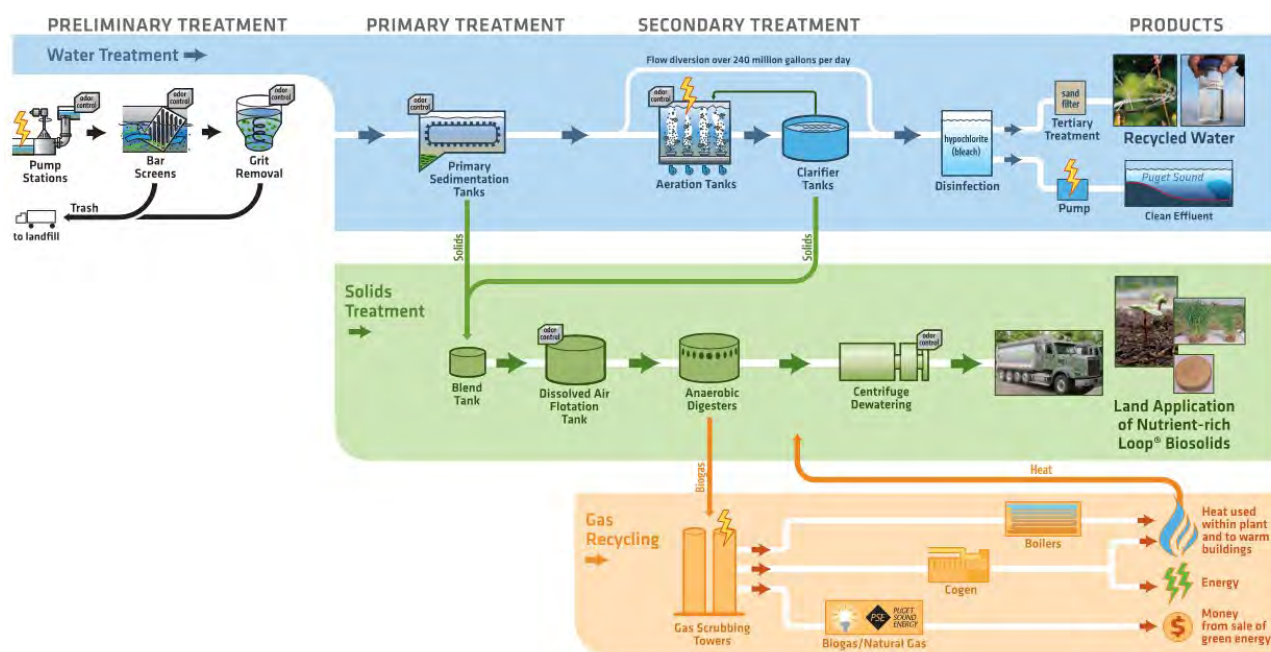 PRELIMINARY TREATMENT
PRIMARY TREATMENT
SECONDARY TREATMENT
PRODUCTS
Water Treatment
Flow diversion over 240 million gallons per day
odor
control
odor
control
odor
control
odor
control
odor
control
Pump
Stations
Bar
Screens
Grit
Removal
Trash
to landfill
Primary
Sedimentation
Tanks
Aeration Tanks
Clarifier
Tanks
hypochlorite
(bleach)
Disinfection
sand
filter
Tertiary
Treatment
Recycled Water
Pump
Puget Sound
Clean Effluent
Solids
Solids
Solids
Treatment
odor
control
odor
control
Blend
Tank
Dissolved Air
Flotation
Tank
Anaerobic
Digesters
Centrifuge
Dewatering
Land Application
of Nutrient-rich
Loop® Biosolids
Biogas
Heat
Gas
Recycling
Gas Scrubbing
Towers
Boilers
Cogen
PSE
PUGET
SOUND
ENERGY
Biogas/Natural Gas
Heat used
within plant
and to warm
buildings
Energy
$
Money
from sale of
green energy